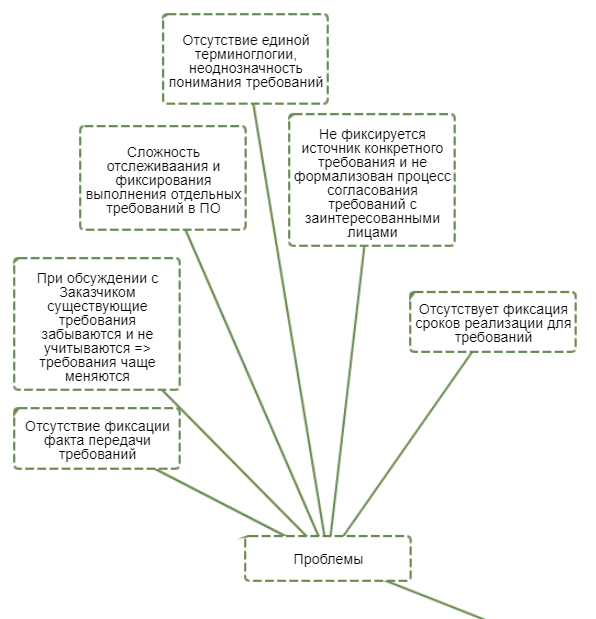 Отсутствие единой
терминоглогии,
неоднозначность
понимания требований
Не фиксируется
источник конкретного
требования и не
формализован процесс
согласования
требований с
заинтересованными
лицами
Сложность
отслеживаания и
фиксирования
выполнения отдельных
требований в ПО
При обсуждении с
Заказчиком
существующие
требования
забываются и не
учитываются =>
требования чаще
меняются
Отсутствует фиксация
сроков реализации для
требований
Отсутствие фиксации
факта передачи
требований
Проблемы